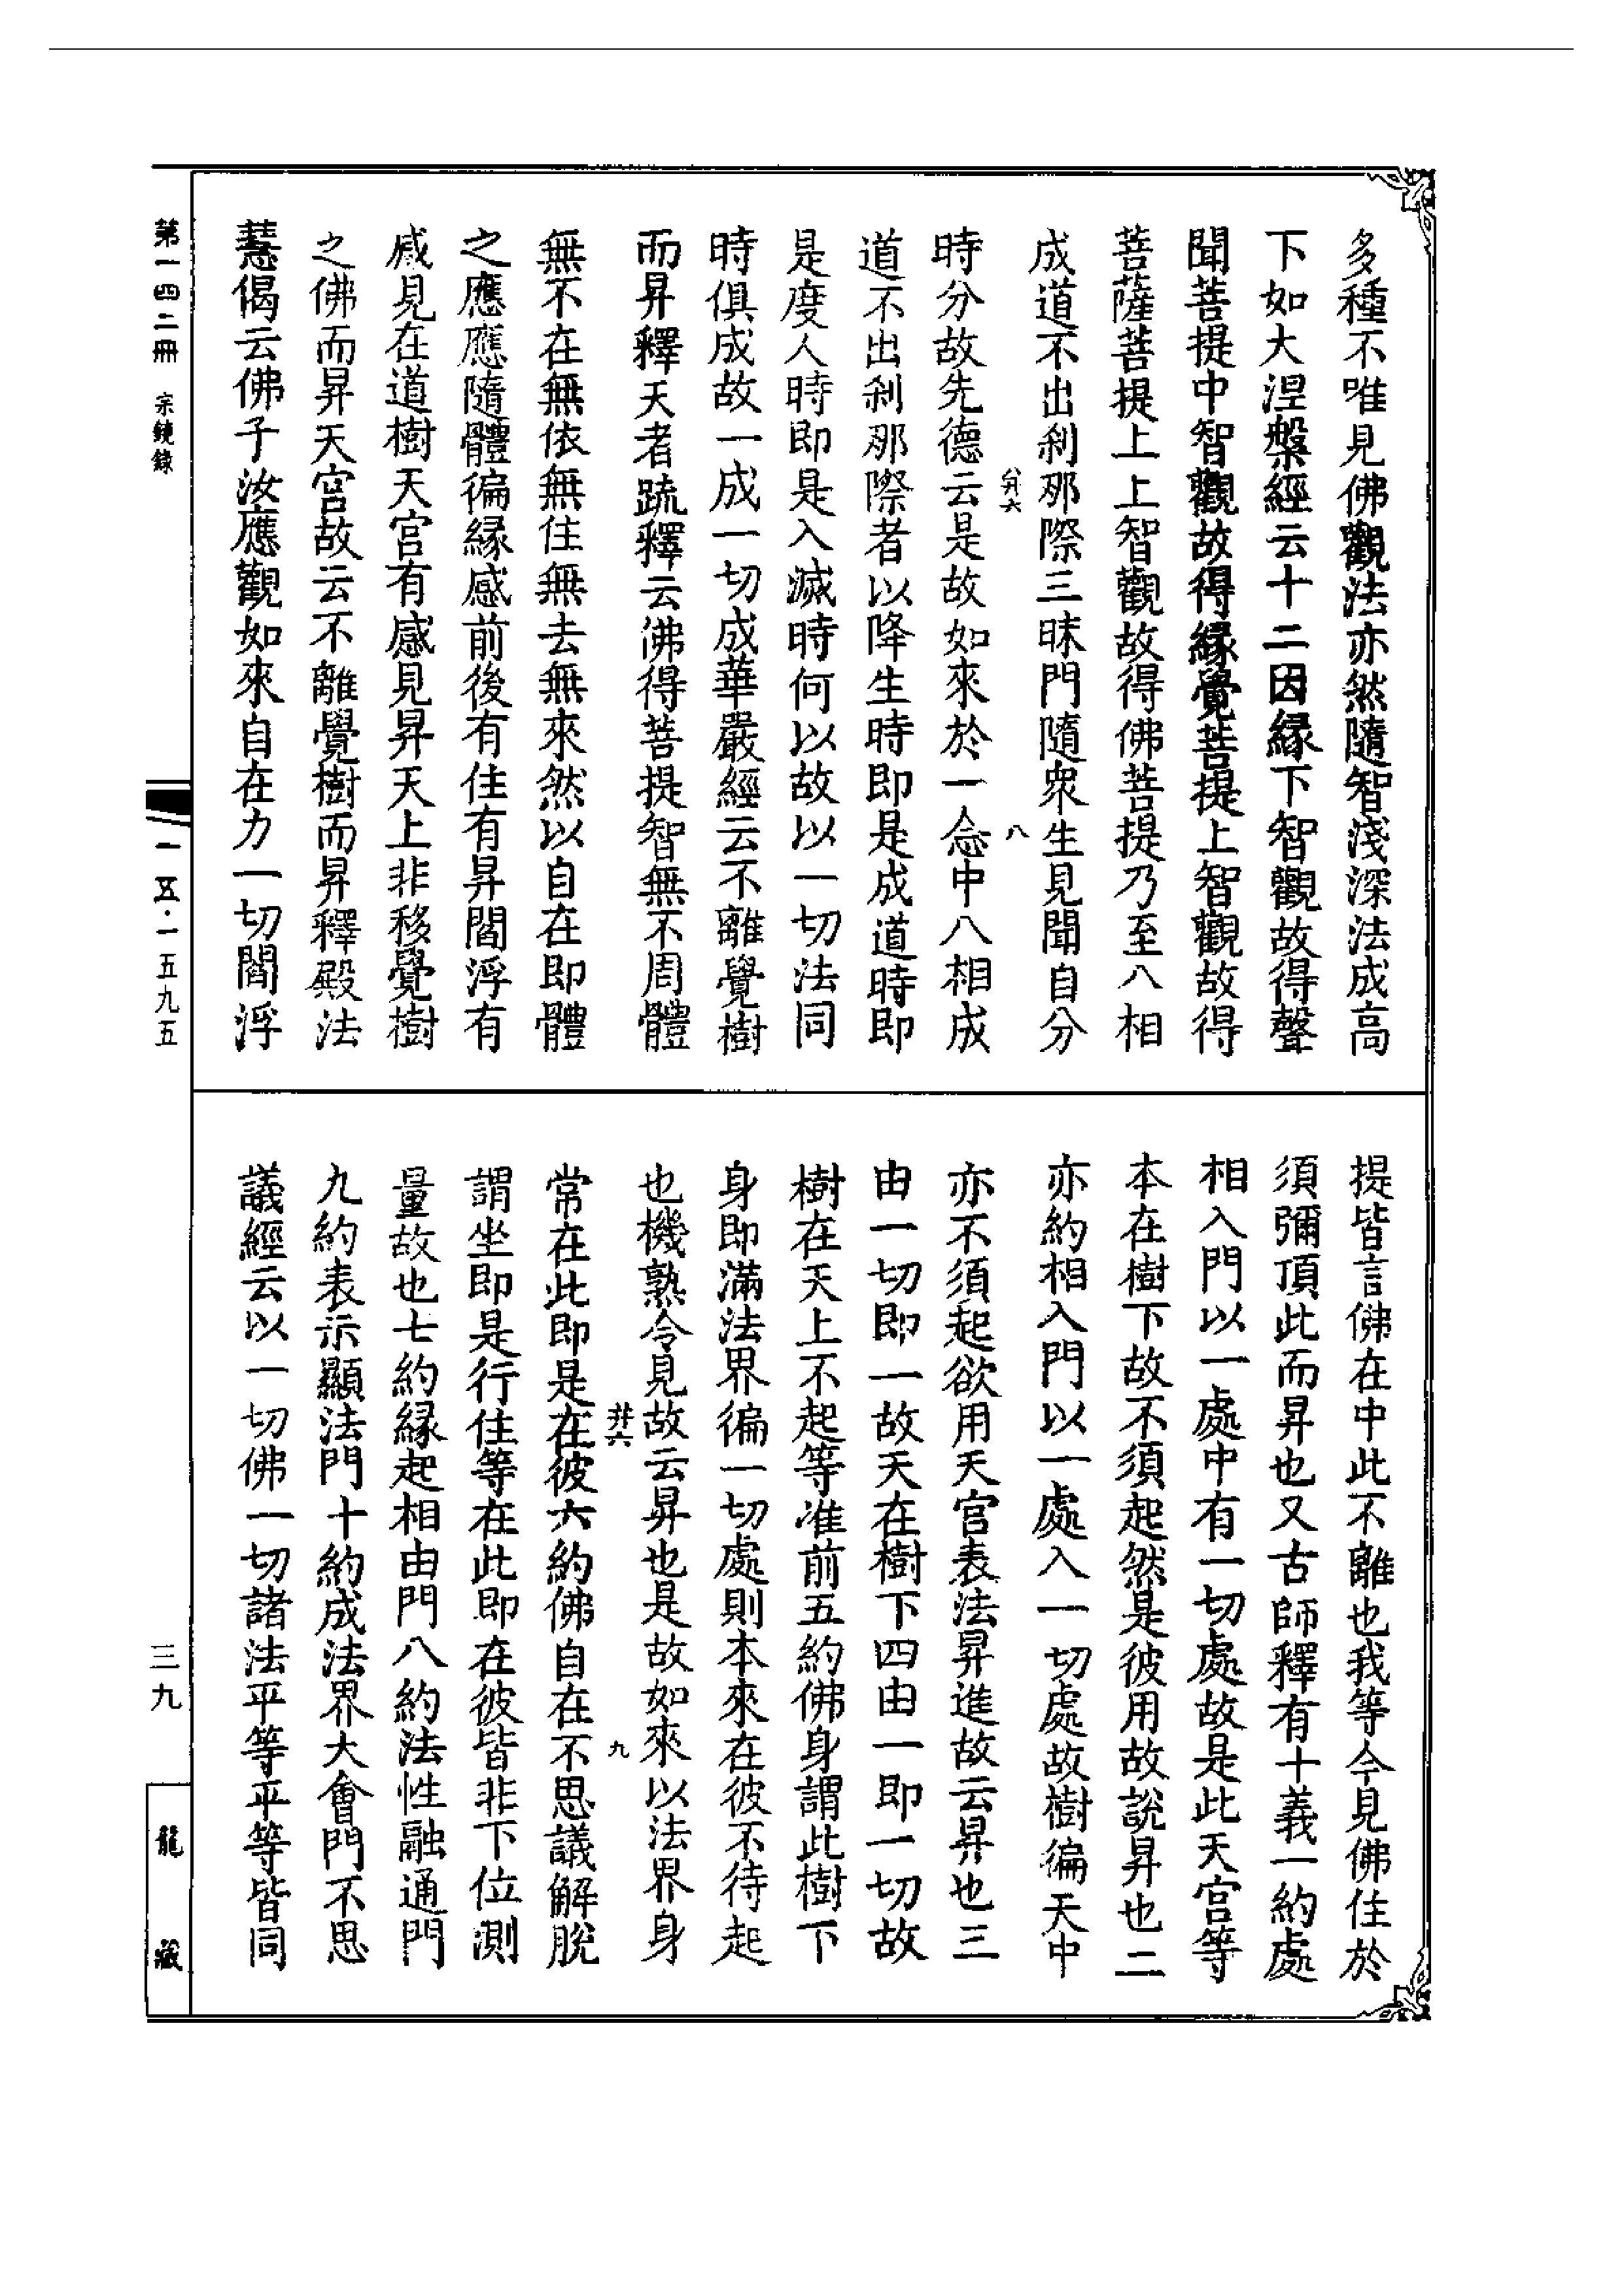 多種不唯見佛觀法亦然隨智淺深法成高
下如大涅槃經云十二因緣下智觀故得聲
聞菩提中智觀故得緣覺菩提上智觀故得
菩薩菩提上上智觀故得佛菩提乃至八相
成道不出刹那際三昧門隨衆生見聞自分
時分故先德云是故如來於一念中八相成
道不出刹那際者以降生時即是成道時即
是度人時即是入滅時何以故以一切法同
時俱成故一成一切成華嚴經云不離覺樹
而昇釋天者疏釋云佛得菩提智無不周體
無不在無依無住無去無來然以自在即體
之應應隨體徧緣感前後有住有昇閻浮有
感見在道樹天宮有感見昇天上非移覺樹
之佛而昇天宮故云不離覺樹而昇釋殿法
慧偈云佛子汝應觀如來自在力一切閻浮
提皆言佛在中此不離也我等今見佛住於
須彌頂此而昇也又古師釋有十義一約處
相入門以一處中有一切處故是此天宮等
本在樹下故不須起然是彼用故說昇也二
亦約相入門以一處入一切處故樹徧天中
亦不須起欲用天宮表法昇進故云昇也三
由一切即一故天在樹下四由一即一切故
樹在天上不起等准前五約佛身謂此樹下
身即滿法界徧一切處則本來在彼不待起
也機熟令見故云昇也是故如來以法界身
常在此即是在彼六約佛自在不思議解脫
謂坐即是行住等在此即在彼皆非下位測
量故也七約緣起相由門八約法性融通門
九約表示顯法門十約成法界大會門不思
議經云以一切佛一切諸法平等平等皆同
弁六
八
弁六
九
第一四二冊 宗鏡錄
一一五·一五九五
三九
龍藏